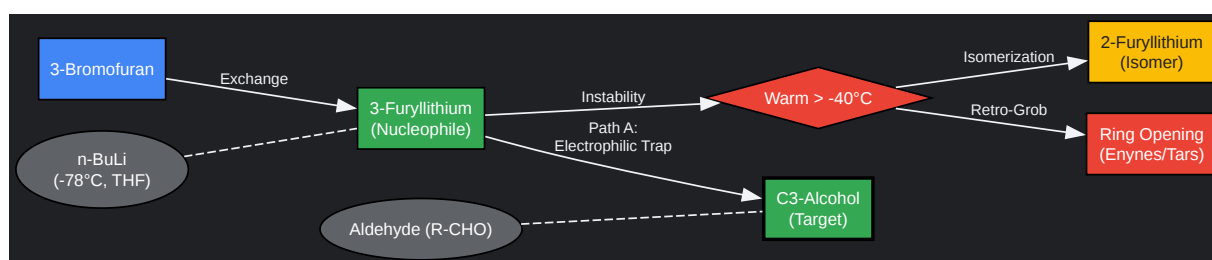 3-Bromofuran
Exchange
n-BuLi
(-78°C, THF)
3-Furyllithium
(Nucleophile)
Instability
Path A:
Electrophilic Trap
Aldehyde (R-CHO)
C3-Alcohol
(Target)
Warm > -40°C
Isomerization
2-Furyllithium
(Isomer)
Retro-Grob
Ring Opening
(Enynes/Tars)